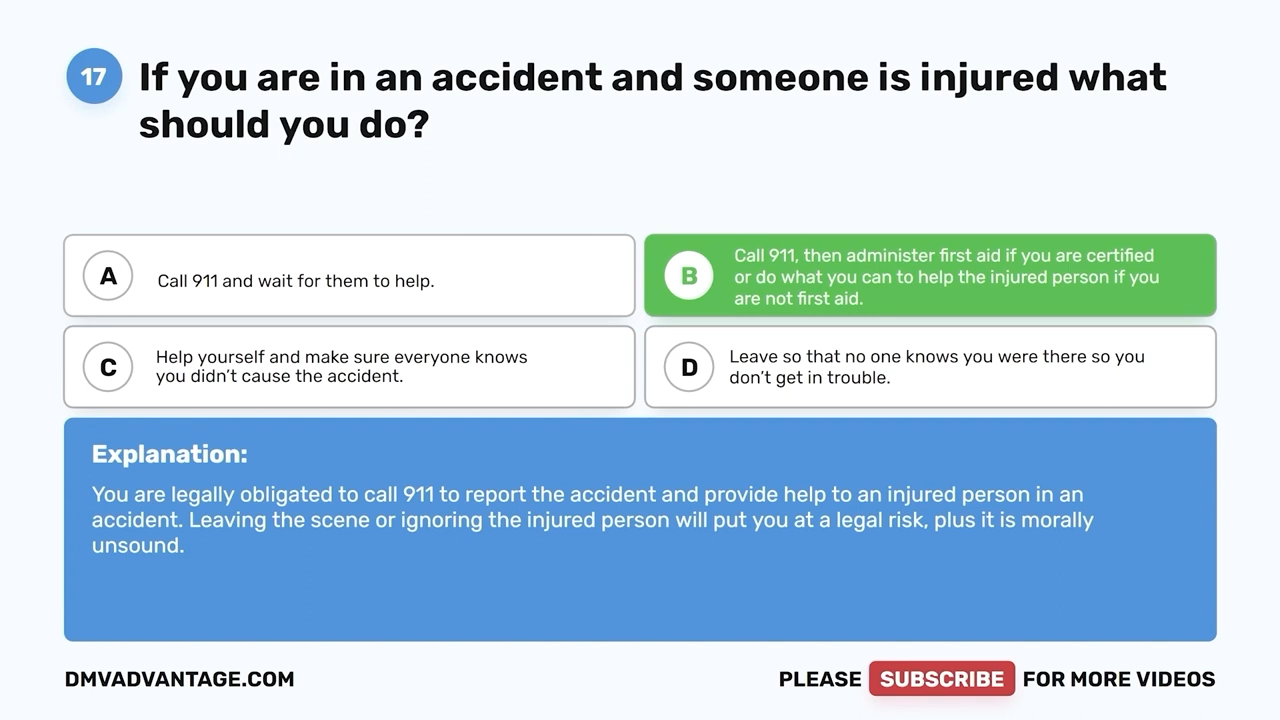 17
If you are in an accident and someone is injured what
should you do?
A
Call 911 and wait for them to help.
B
Call 911, then administer first aid if you are certified
or do what you can to help the injured person if you
are not first aid.
C
Help yourself and make sure everyone knows
you didn't cause the accident.
D
Leave so that no one knows you were there so you
don't get in trouble.
Explanation:
You are legally obligated to call 911 to report the accident and provide help to an injured person in an
accident. Leaving the scene or ignoring the injured person will put you at a legal risk, plus it is morally
unsound.
DMVADVANTAGE.COM
PLEASE SUBSCRIBE FOR MORE VIDEOS